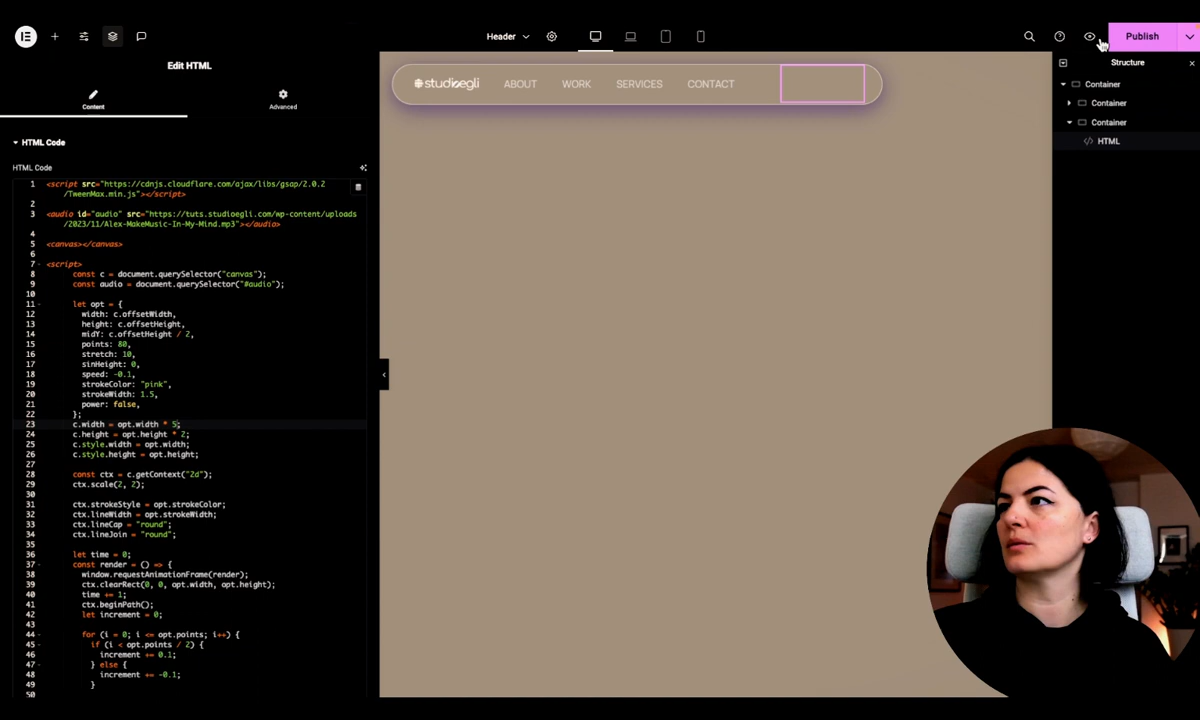 Header
Publish
Edit HTML
Structure
Content
Advanced
HTML Code
HTML Code
1 <script src="https://cdnjs.cloudflare.com/ajax/libs/gsap/2.0.2
/TweenMax.min.js"></script>
2
3 <audio id="audio" src="https://tuts.studioegli.com/wp-content/uploads
/2023/11/Alex-MakeMusic-In-My-Mind.mp3"></audio>
4
5 <canvas></canvas>
6
7 <script>
8 const c = document.querySelector("canvas");
9 const audio = document.querySelector("#audio");
10
11 let opt = {
12 width: c.offsetWidth,
13 height: c.offsetHeight,
14 midY: c.offsetHeight / 2,
15 points: 80,
16 stretch: 10,
17 sinHeight: 0,
18 speed: -0.1,
19 strokeColor: "pink",
20 strokeWidth: 1.5,
21 power: false,
22 };
23 c.width = opt.width * 5;
24 c.height = opt.height * 2;
25 c.style.width = opt.width;
26 c.style.height = opt.height;
27
28 const ctx = c.getContext("2d");
29 ctx.scale(2, 2);
30
31 ctx.strokeStyle = opt.strokeColor;
32 ctx.lineWidth = opt.strokeWidth;
33 ctx.lineCap = "round";
34 ctx.lineJoin = "round";
35
36 let time = 0;
37 const render = () => {
38 window.requestAnimationFrame(render);
39 ctx.clearRect(0, 0, opt.width, opt.height);
40 time += 1;
41 ctx.beginPath();
42 let increment = 0;
43
44 for (i = 0; i <= opt.points; i++) {
45 if (i < opt.points / 2) {
46 increment += 0.1;
47 } else {
48 increment += -0.1;
49 }
50
studioegli ABOUT WORK SERVICES CONTACT
Container
Container
Container
HTML